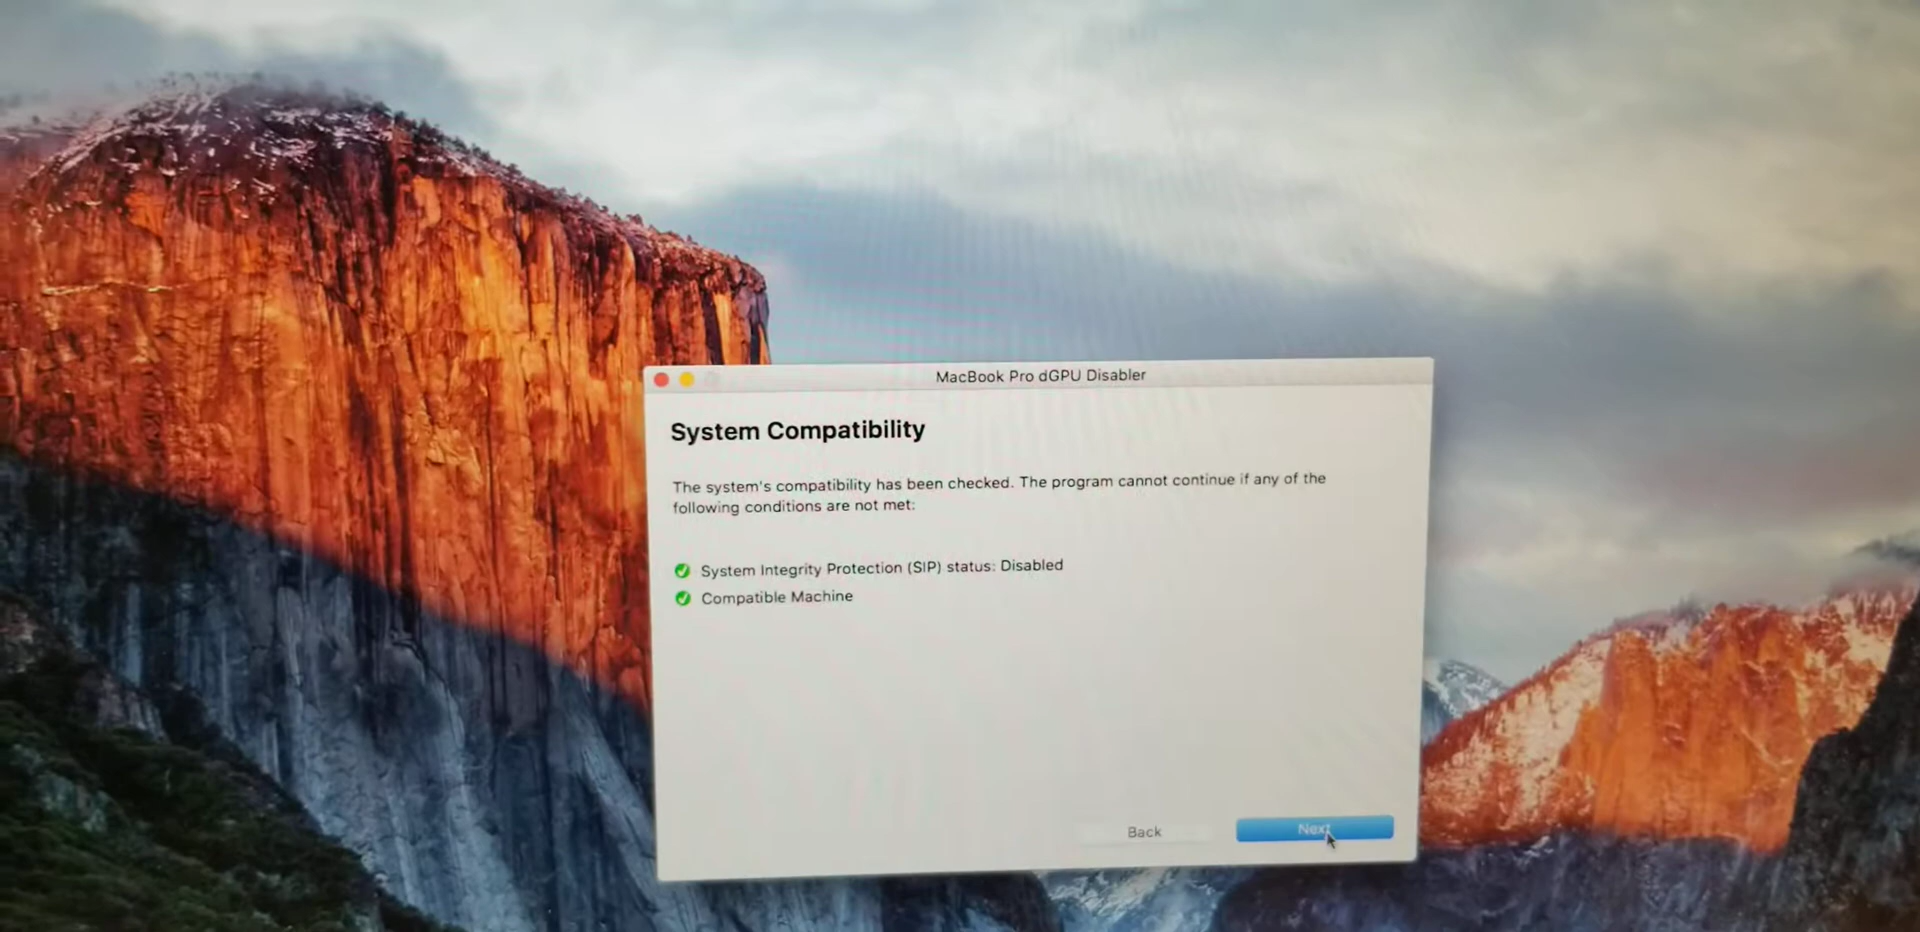 MacBook Pro dGPU Disabler
System Compatibility
The system's compatibility has been checked. The program cannot continue if any of the
following conditions are not met:
System Integrity Protection (SIP) status: Disabled
Compatible Machine
Back
Next